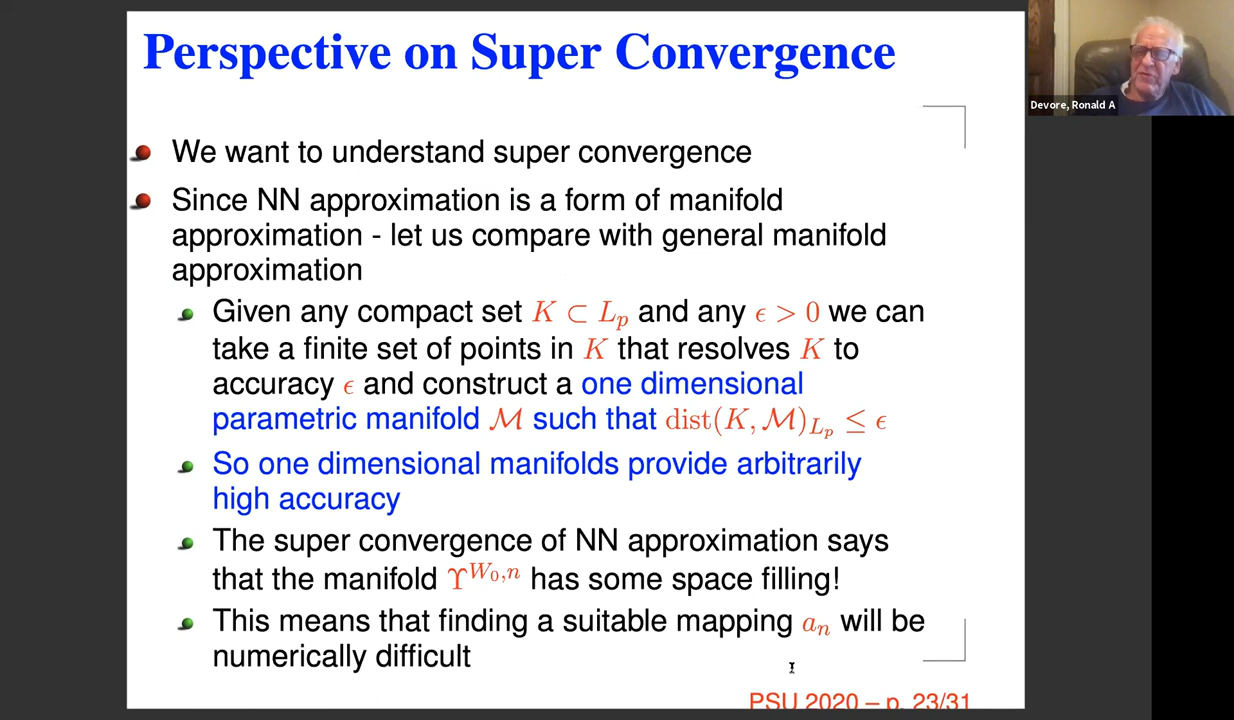 Perspective on Super Convergence
Devore, Ronald A
We want to understand super convergence
Since NN approximation is a form of manifold
approximation - let us compare with general manifold
approximation
Given any compact set K ⊂ L_p and any ϵ > 0 we can
take a finite set of points in K that resolves K to
accuracy ϵ and construct a one dimensional
parametric manifold ℳ such that dist(K, ℳ)_{L_p} ≤ ϵ
So one dimensional manifolds provide arbitrarily
high accuracy
The super convergence of NN approximation says
that the manifold Υ^{W_0,n} has some space filling!
This means that finding a suitable mapping a_n will be
numerically difficult
PSU 2020 – p. 23/31